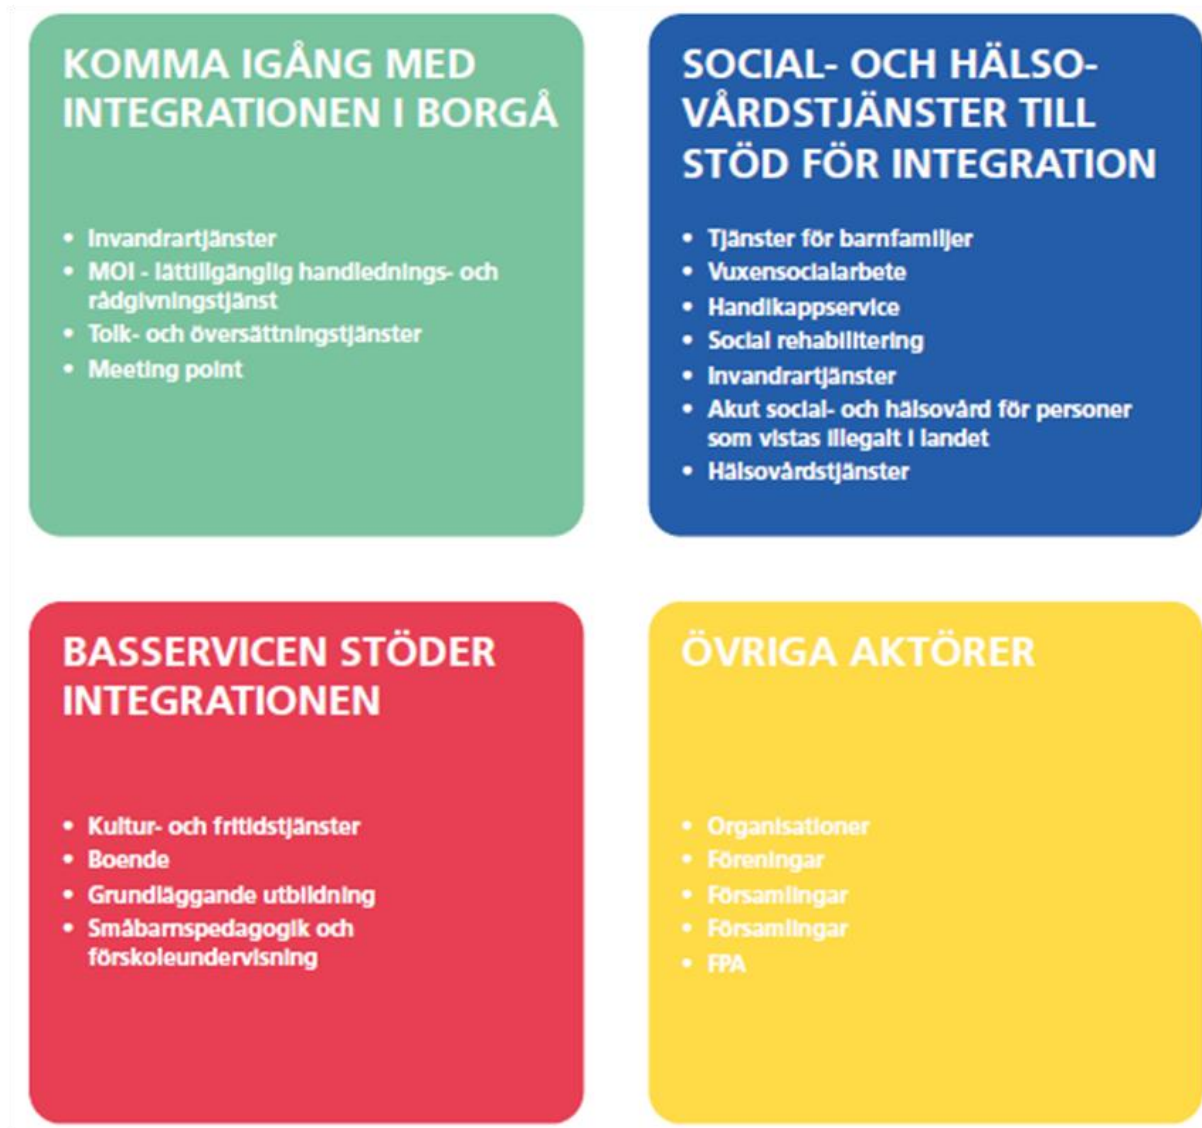 KOMMA IGÅNG MED
INTEGRATIONEN I BORGÅ
• Invandrartjänster
• MOI - lättillgänglig handlednings- och
rådgivningstjänst
• Tolk- och översättningstjänster
• Meeting point
SOCIAL- OCH HÄLSO-
VÅRDSTJÄNSTER TILL
STÖD FÖR INTEGRATION
• Tjänster för barnfamiljer
• Vuxensocialarbete
• Handikappservice
• Social rehabilitering
• Invandrartjänster
• Akut social- och hälsovård för personer
som vistas illegalt i landet
• Hälsovårdstjänster
BASSERVICEN STÖDER
INTEGRATIONEN
• Kultur- och fritidstjänster
• Boende
• Grundläggande utbildning
• Småbarnspedagogik och
förskoleundervisning
ÖVRIGA AKTÖRER
• Organisationer
• Föreningar
• Församlingar
• Församlingar
• FPA